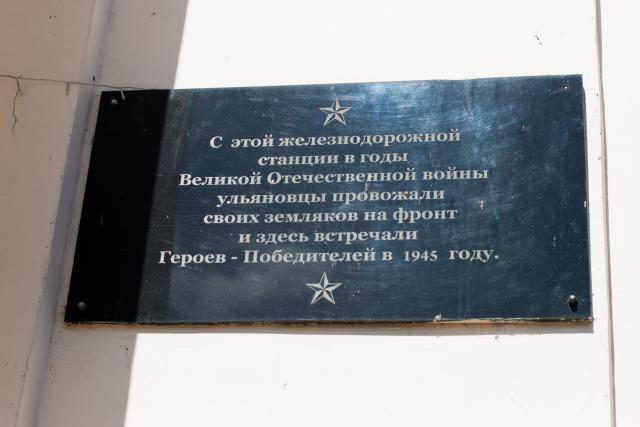 С этой железнодорожной
станции в годы
Великой Отечественной войны
ульяновцы провожали
своих земляков на фронт
и здесь встречали
Героев - Победителей в 1945 году.